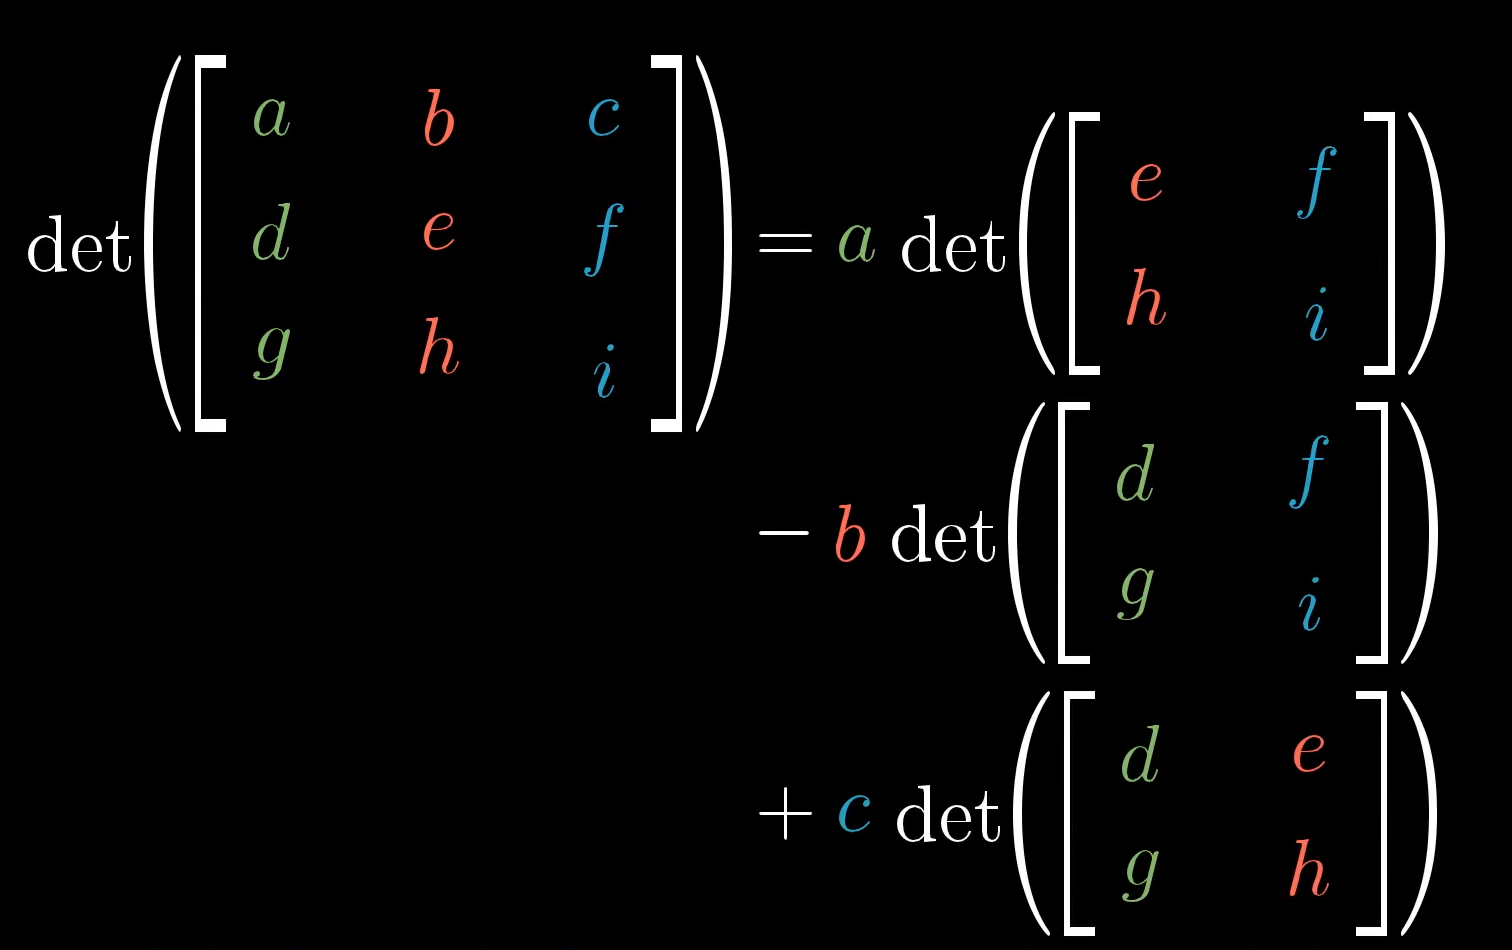 det([a b c
d e f
g h i]) = a det([e f
h i])
− b det([d f
g i])
+ c det([d e
g h])